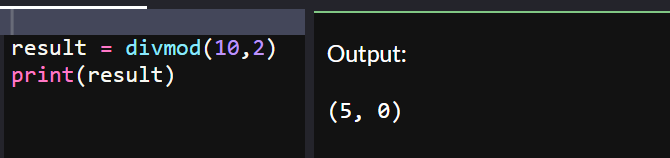 result = divmod(10,2)
print(result)
Output:
(5, 0)